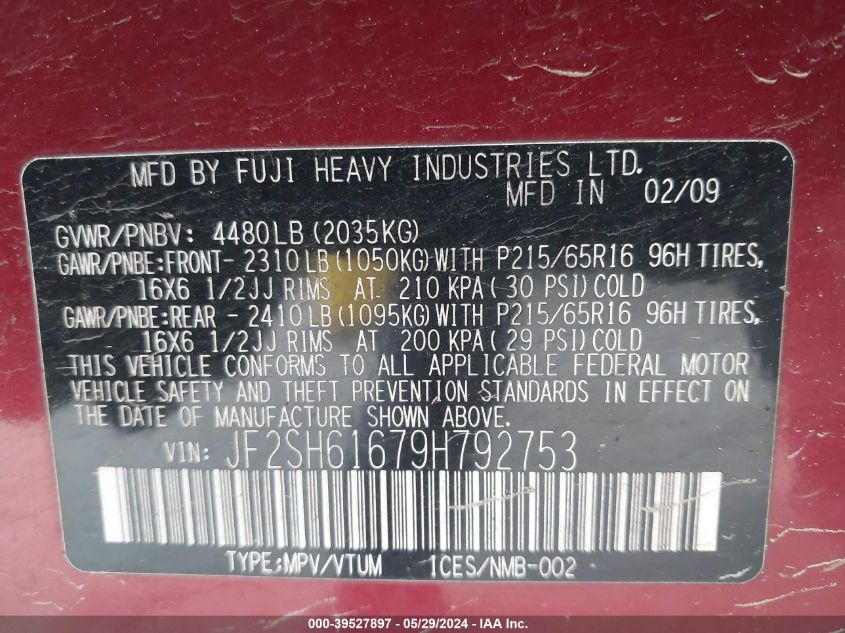 MFD BY FUJI HEAVY INDUSTRIES LTD.
MFD IN 02/09
GVWR/PNBV: 4480LB(2035KG)
GAWR/PNBE:FRONT- 2310LB(1050KG)WITH P215/65R16 96H TIRES,
16X6 1/2JJ RIMS AT 210 KPA(30 PSI)COLD
GAWR/PNBE:REAR - 2410LB(1095KG)WITH P215/65R16 96H TIRES,
16X6 1/2JJ RIMS AT 200 KPA(29 PSI)COLD
THIS VEHICLE CONFORMS TO ALL APPLICABLE FEDERAL MOTOR
VEHICLE SAFETY AND THEFT PREVENTION STANDARDS IN EFFECT ON
THE DATE OF MANUFACTURE SHOWN ABOVE.
VIN: JF2SH61679H792753
TYPE:MPV/VTUM ICES/NMB-002
000-39527897 - 05/29/2024 - IAA Inc.